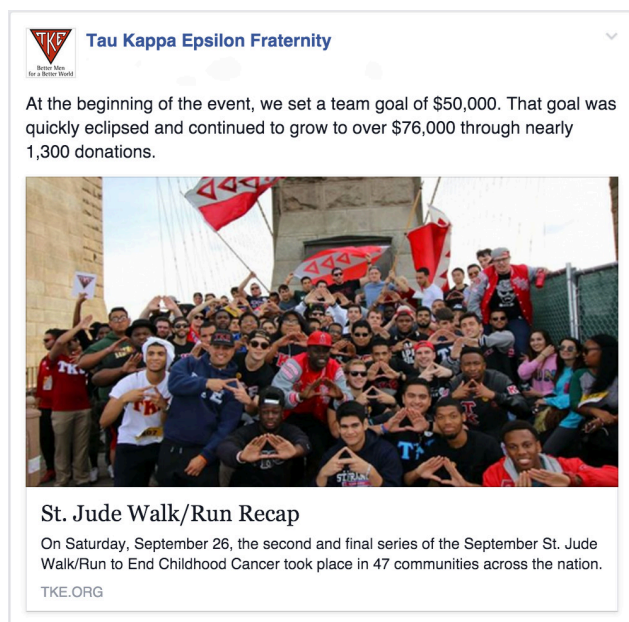 TKE
Better Men
for a Better World
Tau Kappa Epsilon Fraternity
At the beginning of the event, we set a team goal of $50,000. That goal was
quickly eclipsed and continued to grow to over $76,000 through nearly
1,300 donations.
St. Jude Walk/Run Recap
On Saturday, September 26, the second and final series of the September St. Jude
Walk/Run to End Childhood Cancer took place in 47 communities across the nation.
TKE.ORG